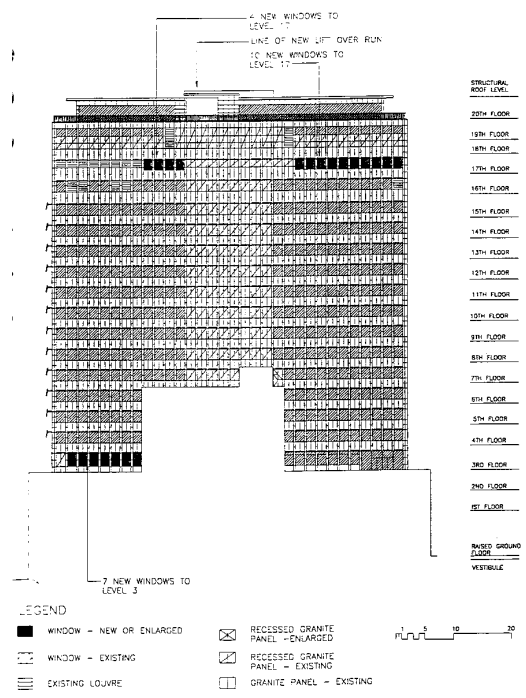 4 NEW WINDOWS TO
LEVEL 17
LINE OF NEW LIFT OVER RUN
10 NEW WINDOWS TO
LEVEL 17
STRUCTURAL
ROOF LEVEL
20TH FLOOR
19TH FLOOR
18TH FLOOR
17TH FLOOR
16TH FLOOR
15TH FLOOR
14TH FLOOR
13TH FLOOR
12TH FLOOR
11TH FLOOR
10TH FLOOR
9TH FLOOR
8TH FLOOR
7TH FLOOR
6TH FLOOR
5TH FLOOR
4TH FLOOR
3RD FLOOR
2ND FLOOR
1ST FLOOR
RAISED GROUND
FLOOR
VESTIBULE
7 NEW WINDOWS TO
LEVEL 3
LEGEND
WINDOW – NEW OR ENLARGED
WINDOW – EXISTING
EXISTING LOUVRE
RECESSED GRANITE
PANEL –ENLARGED
RECESSED GRANITE
PANEL – EXISTING
GRANITE PANEL – EXISTING
1 5 10 20